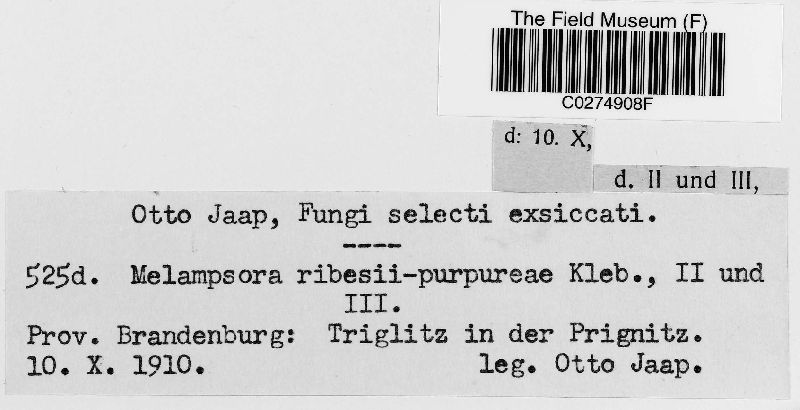 The Field Museum (F)
C0274908F
d: 10. X,
d. II und III,
Otto Jaap, Fungi selecti exsiccati.
----
525d. Melampsora ribesii-purpureae Kleb., II und
III.
Prov. Brandenburg: Triglitz in der Prignitz.
10. X. 1910. leg. Otto Jaap.